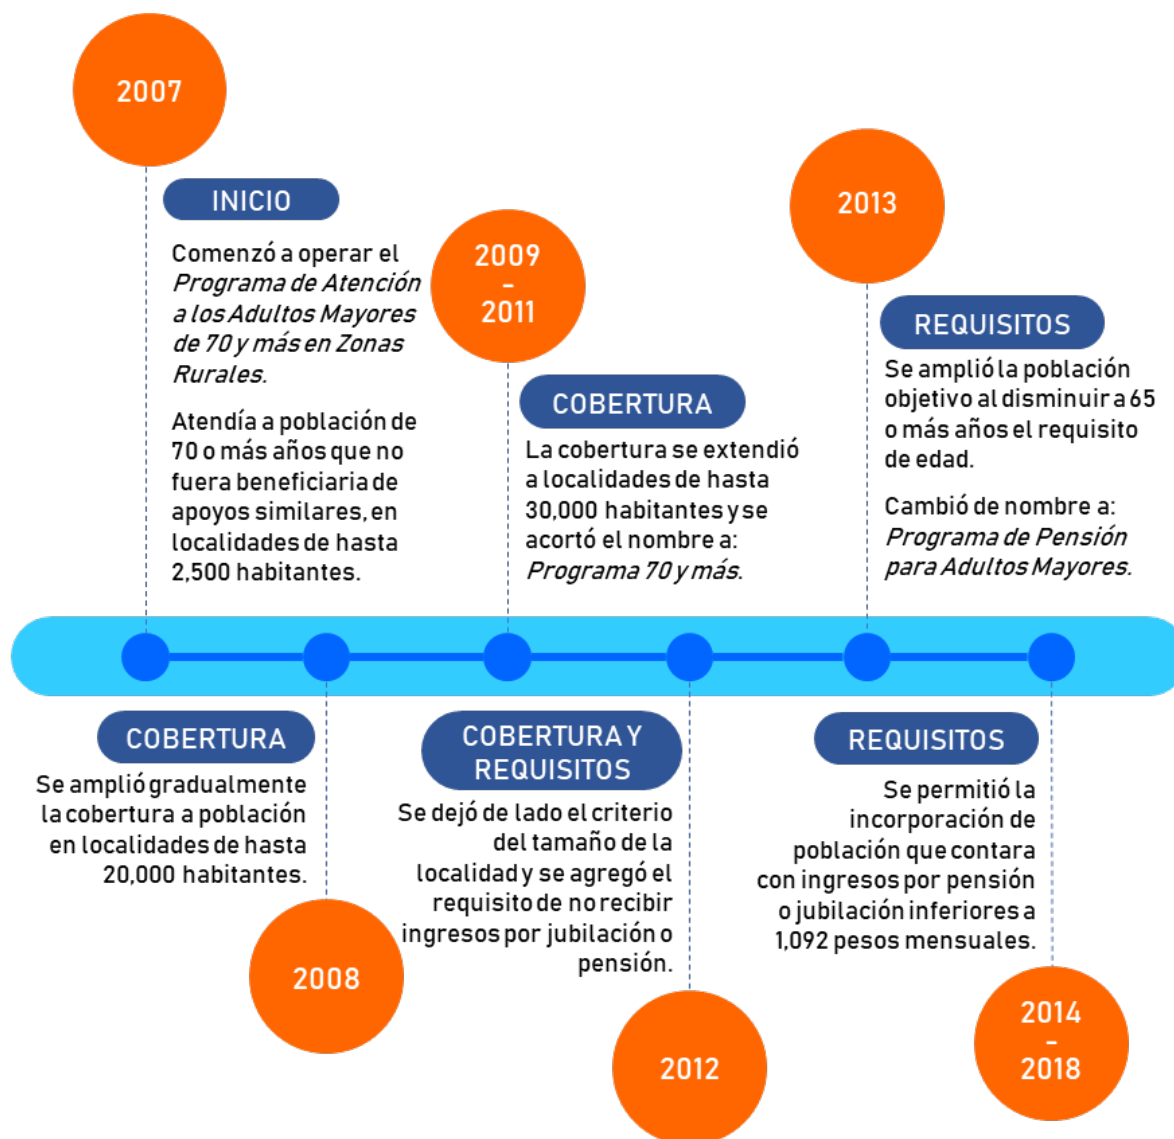 2007
INICIO
Comenzó a operar el
Programa de Atención
a los Adultos Mayores
de 70 y más en Zonas
Rurales.
Atendía a población de
70 o más años que no
fuera beneficiaria de
apoyos similares, en
localidades de hasta
2,500 habitantes.
2009
-
2011
COBERTURA
La cobertura se extendió
a localidades de hasta
30,000 habitantes y se
acortó el nombre a:
Programa 70 y más.
2013
REQUISITOS
Se amplió la población
objetivo al disminuir a 65
o más años el requisito
de edad.
Cambió de nombre a:
Programa de Pensión
para Adultos Mayores.
COBERTURA
Se amplió gradualmente
la cobertura a población
en localidades de hasta
20,000 habitantes.
2008
COBERTURA Y
REQUISITOS
Se dejó de lado el criterio
del tamaño de la
localidad y se agregó el
requisito de no recibir
ingresos por jubilación o
pensión.
2012
REQUISITOS
Se permitió la
incorporación de
población que contara
con ingresos por pensión
o jubilación inferiores a
1,092 pesos mensuales.
2014
-
2018